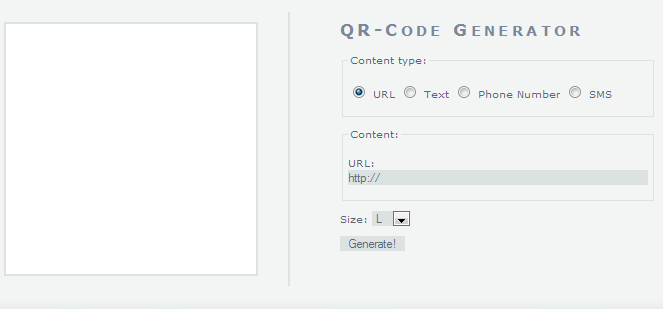 QR-Code Generator
Content type:
URL Text Phone Number SMS
Content:
URL:
http://
Size: L
Generate!